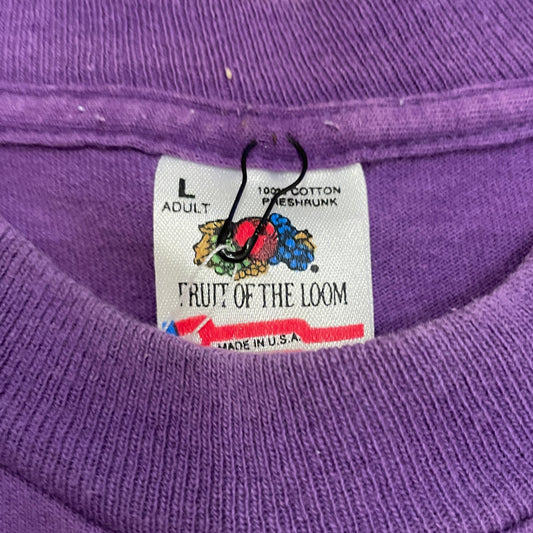 L
ADULT
100% COTTON
PRESHRUNK
FRUIT OF THE LOOM
MADE IN U.S.A.